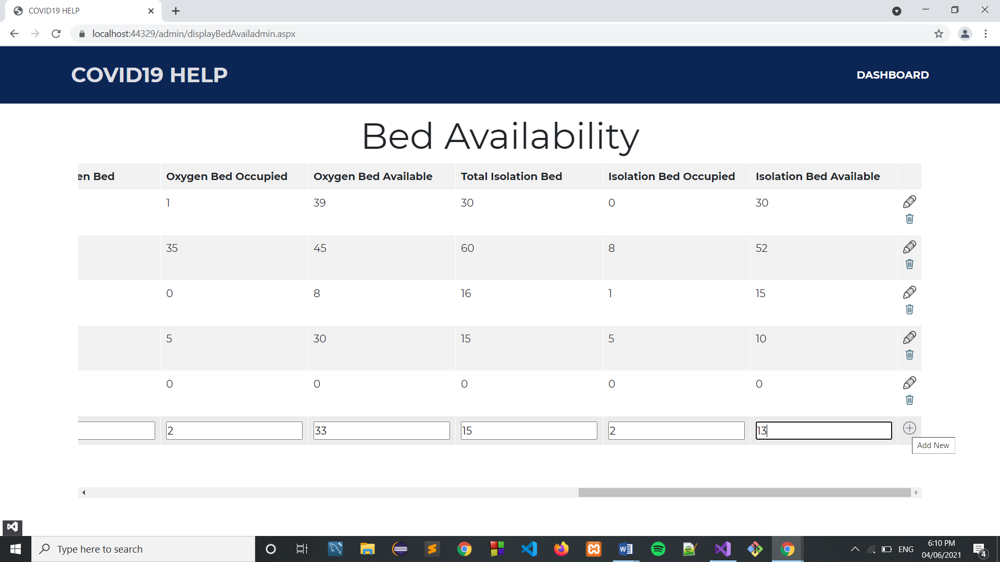 COVID19 HELP
localhost:44329/admin/displayBedAvailadmin.aspx
COVID19 HELP
DASHBOARD
Bed Availability
en Bed Oxygen Bed Occupied Oxygen Bed Available Total Isolation Bed Isolation Bed Occupied Isolation Bed Available
1 39 30 0 30
35 45 60 8 52
0 8 16 1 15
5 30 15 5 10
0 0 0 0 0
2 33 15 2 13
Add New
Type here to search
ENG
6:10 PM
04/06/2021
4